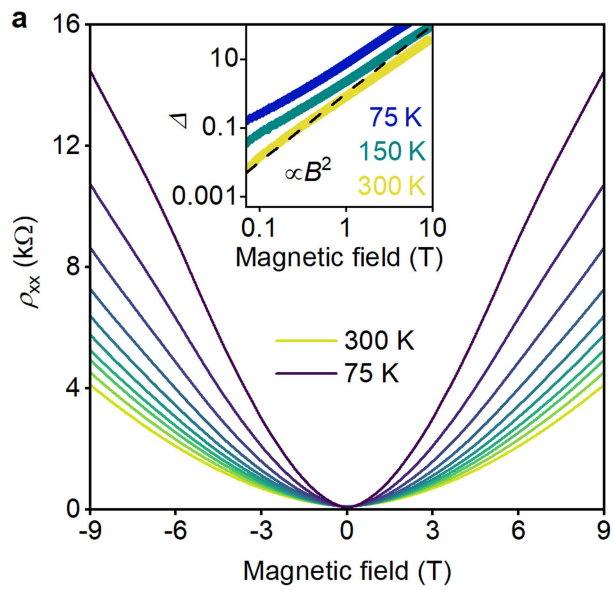 a
16
12
8
4
0
ρxx (kΩ)
-9
-6
-3
0
3
6
9
Magnetic field (T)
300 K
75 K
10
0.1
0.001
Δ
75 K
150 K
300 K
∝B²
0.1
1
10
Magnetic field (T)